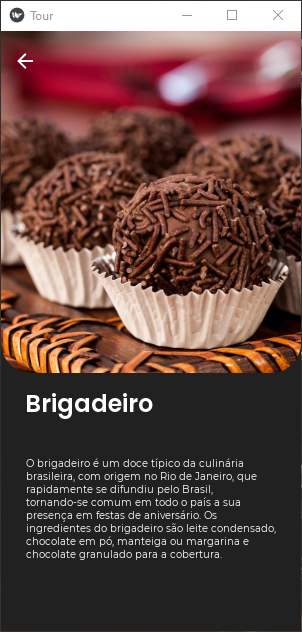 Tour
Brigadeiro
O brigadeiro é um doce típico da culinária
brasileira, com origem no Rio de Janeiro, que
rapidamente se difundiu pelo Brasil,
tornando-se comum em todo o país a sua
presença em festas de aniversário. Os
ingredientes do brigadeiro são leite condensado,
chocolate em pó, manteiga ou margarina e
chocolate granulado para a cobertura.